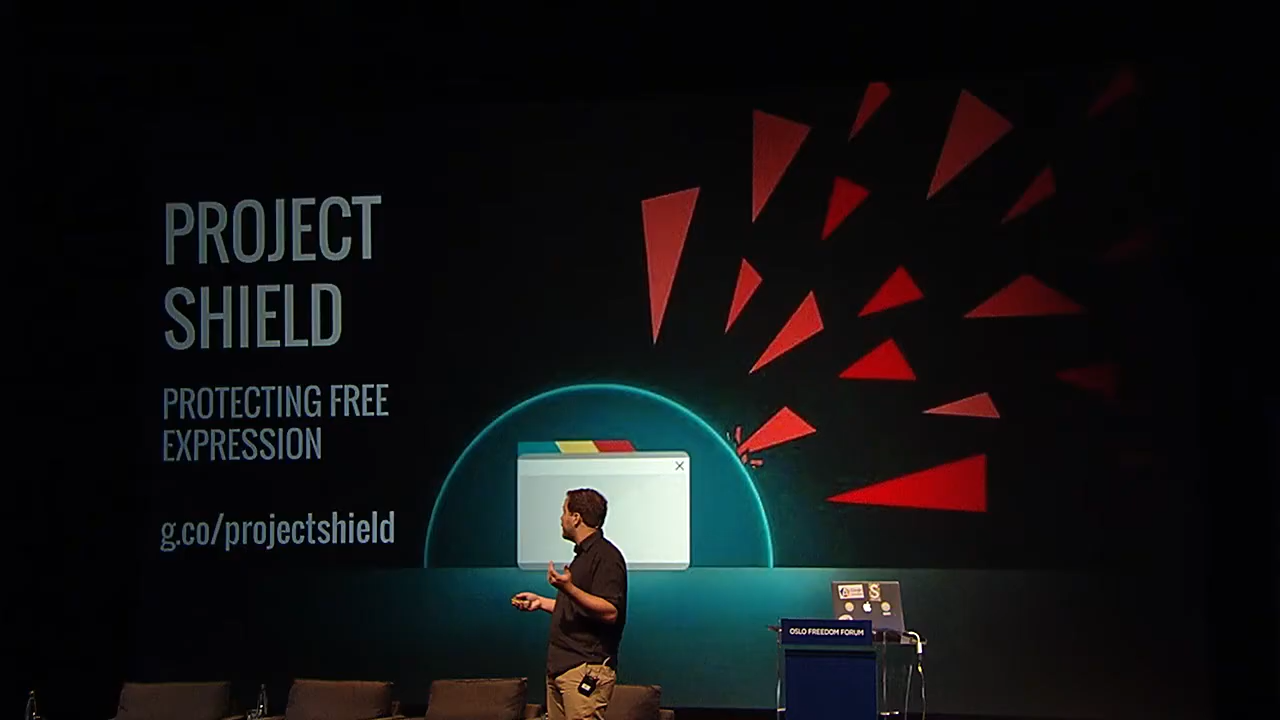 PROJECT
SHIELD
PROTECTING FREE
EXPRESSION
g.co/projectshield
OSLO FREEDOM FORUM